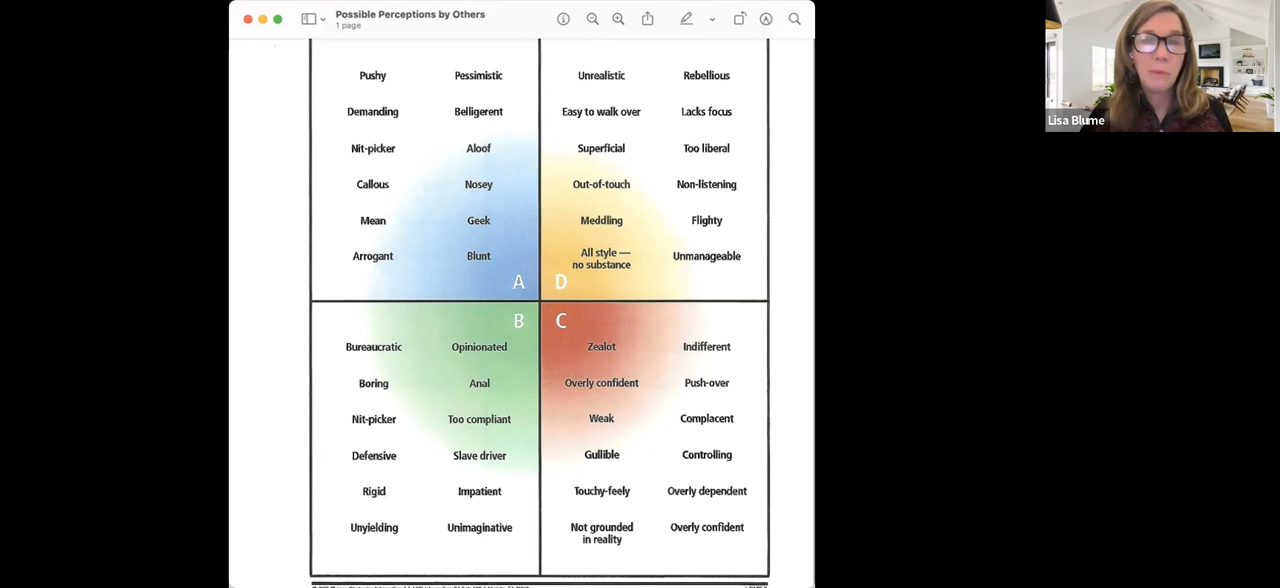 Possible Perceptions by Others
1 page
Pushy Pessimistic Unrealistic Rebellious
Demanding Belligerent Easy to walk over Lacks focus
Nit-picker Aloof Superficial Too liberal
Callous Nosey Out-of-touch Non-listening
Mean Geek Meddling Flighty
Arrogant Blunt All style —
no substance Unmanageable
A D
B C
Bureaucratic Opinionated Zealot Indifferent
Boring Anal Overly confident Push-over
Nit-picker Too compliant Weak Complacent
Defensive Slave driver Gullible Controlling
Rigid Impatient Touchy-feely Overly dependent
Unyielding Unimaginative Not grounded
in reality Overly confident
Lisa Blume